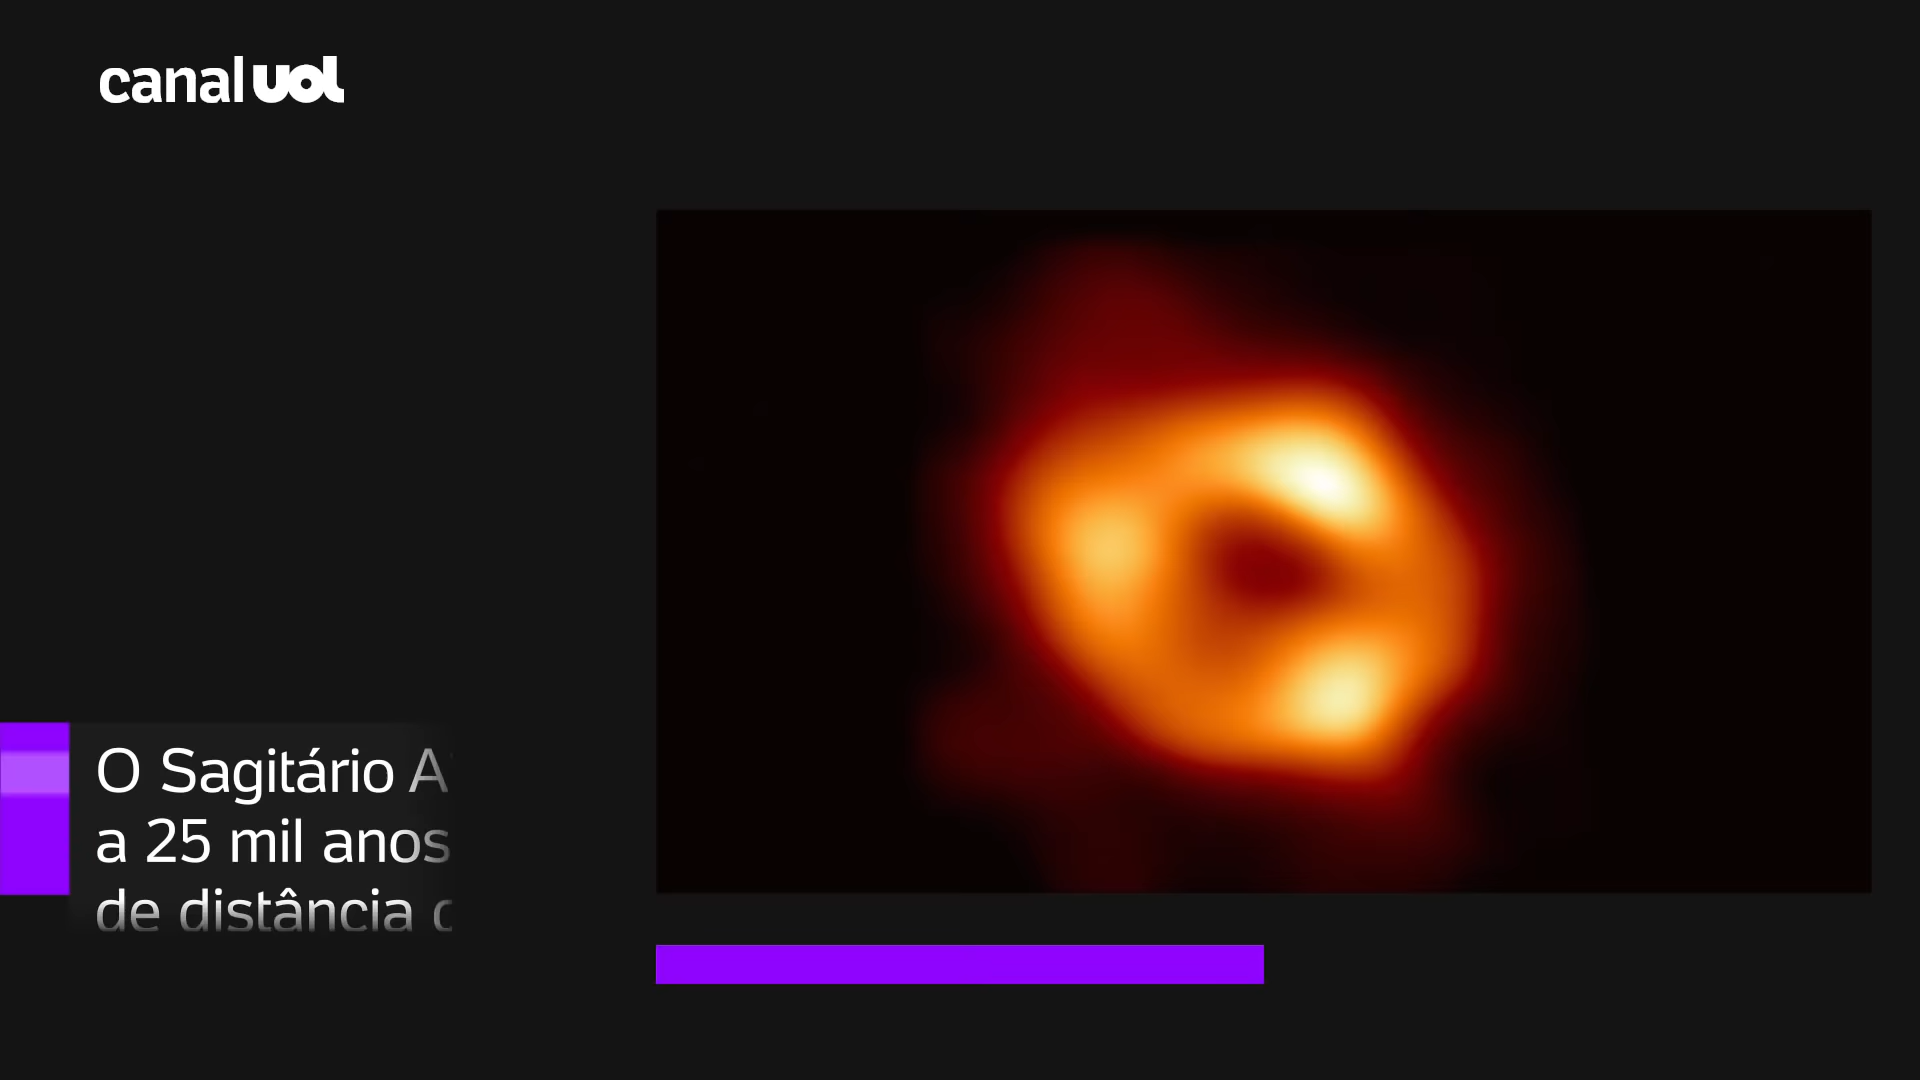 canal uol
O Sagitário A
a 25 mil anos
de distância